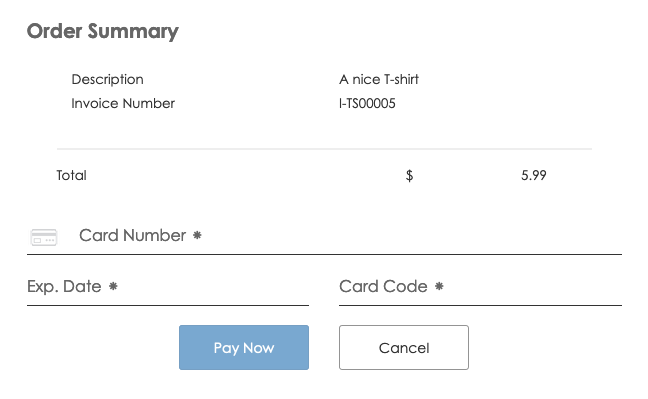 Order Summary
Description A nice T-shirt
Invoice Number I-TS00005
Total $ 5.99
Card Number *
Exp. Date * Card Code *
Pay Now Cancel